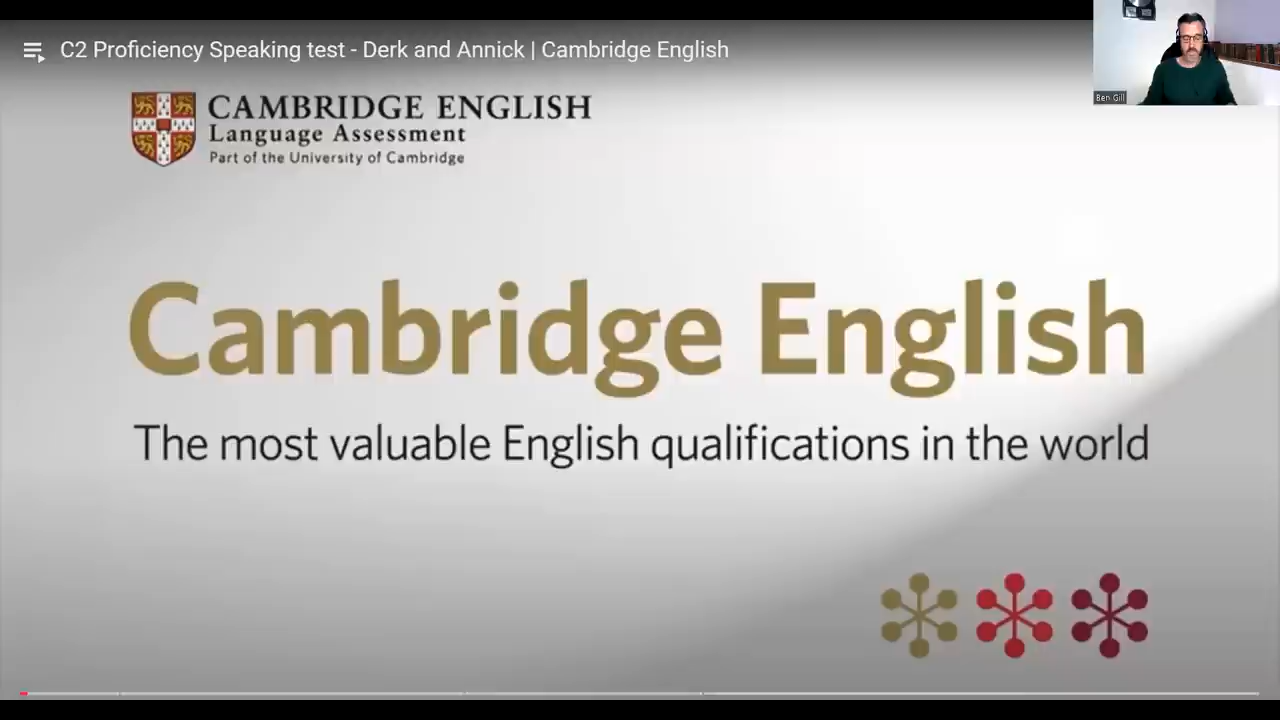 C2 Proficiency Speaking test - Derk and Annick | Cambridge English
Ben Gill
CAMBRIDGE ENGLISH
Language Assessment
Part of the University of Cambridge
Cambridge English
The most valuable English qualifications in the world